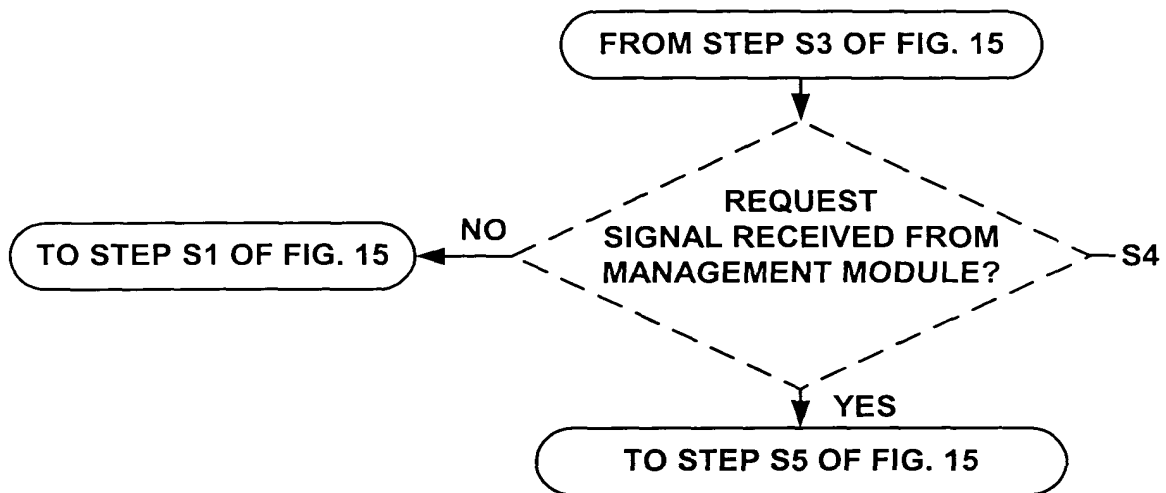 FROM STEP S3 OF FIG. 15
REQUEST
SIGNAL RECEIVED FROM
MANAGEMENT MODULE?
NO
TO STEP S1 OF FIG. 15
S4
YES
TO STEP S5 OF FIG. 15